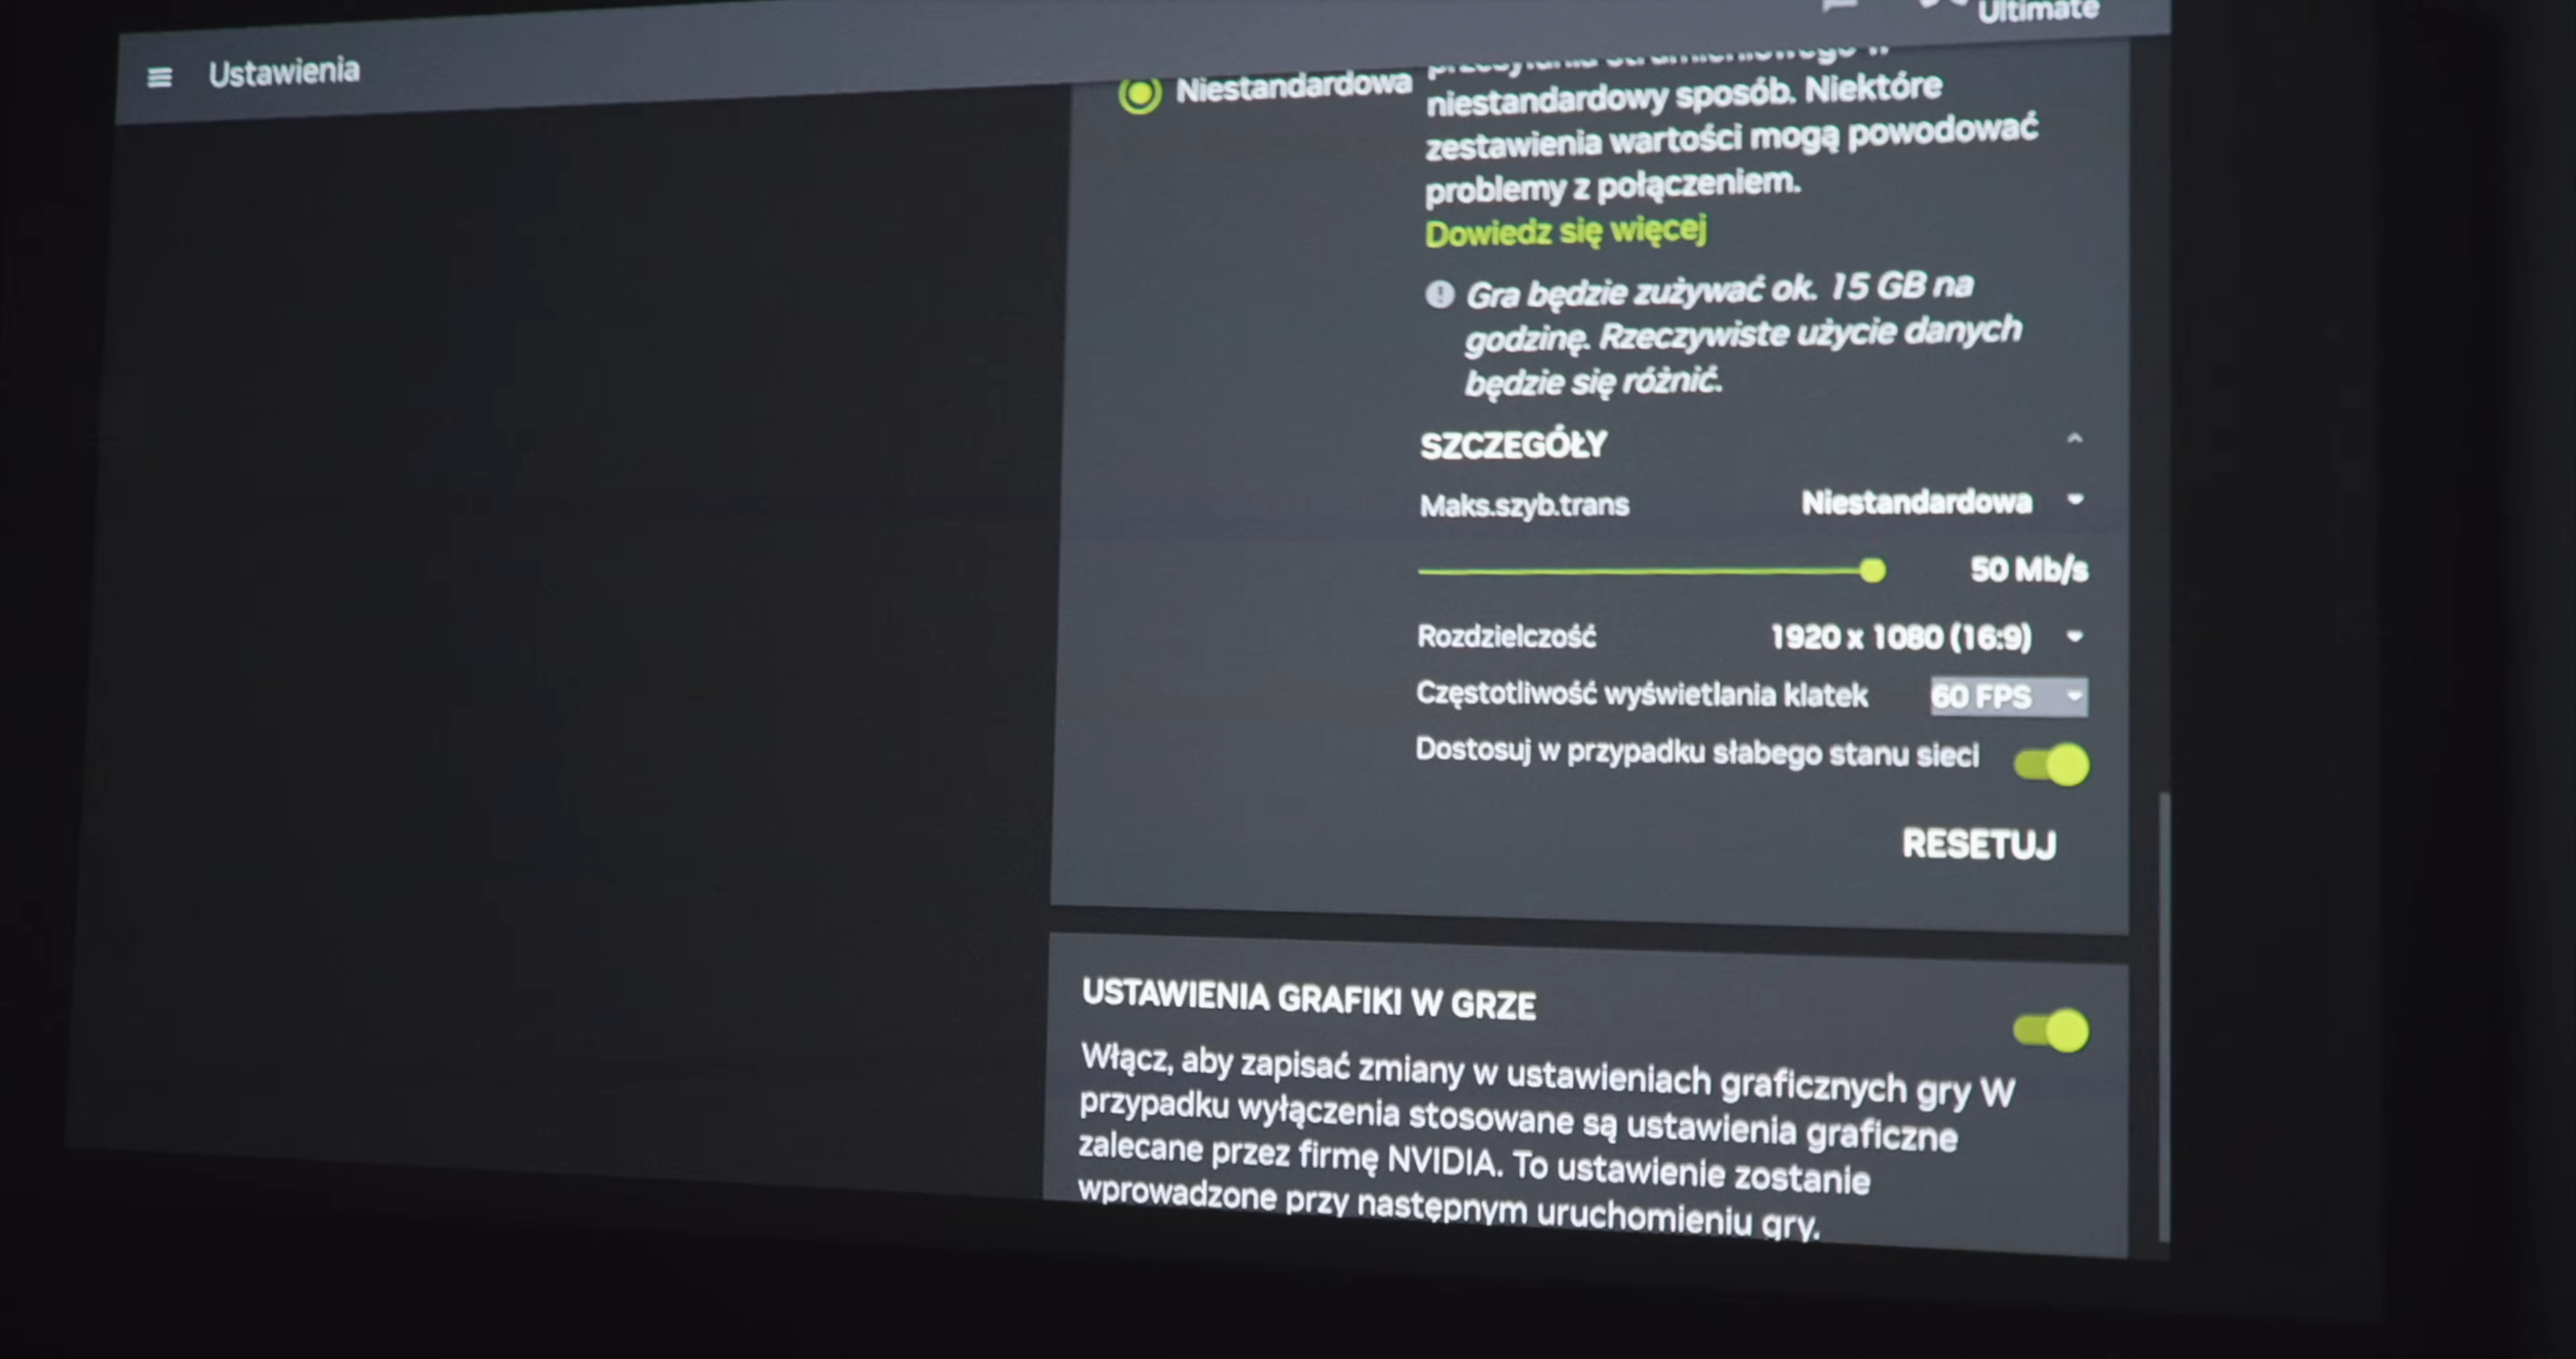 Ultimate
Ustawienia
Niestandardowa
niestandardowy sposób. Niektóre
zestawienia wartości mogą powodować
problemy z połączeniem.
Dowiedz się więcej
Gra będzie zużywać ok. 15 GB na
godzinę. Rzeczywiste użycie danych
będzie się różnić.
SZCZEGÓŁY
Maks.szyb.trans Niestandardowa
50 Mb/s
Rozdzielczość 1920 x 1080 (16:9)
Częstotliwość wyświetlania klatek 60 FPS
Dostosuj w przypadku słabego stanu sieci
RESETUJ
USTAWIENIA GRAFIKI W GRZE
Włącz, aby zapisać zmiany w ustawieniach graficznych gry W
przypadku wyłączenia stosowane są ustawienia graficzne
zalecane przez firmę NVIDIA. To ustawienie zostanie
wprowadzone przy następnym uruchomieniu gry.